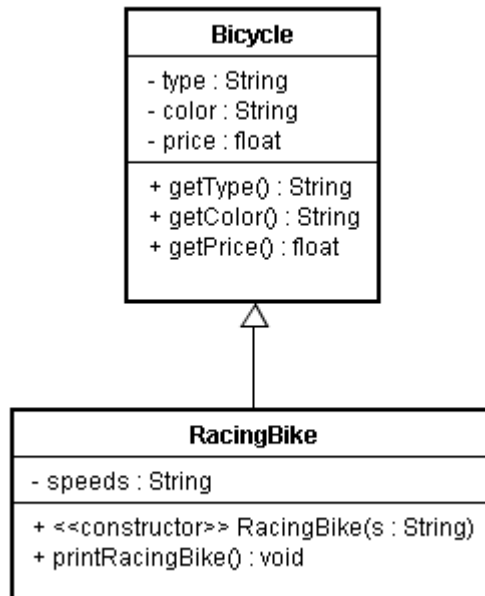 Bicycle
- type : String
- color : String
- price : float
+ getType() : String
+ getColor() : String
+ getPrice() : float
RacingBike
- speeds : String
+ <<constructor>> RacingBike(s : String)
+ printRacingBike() : void